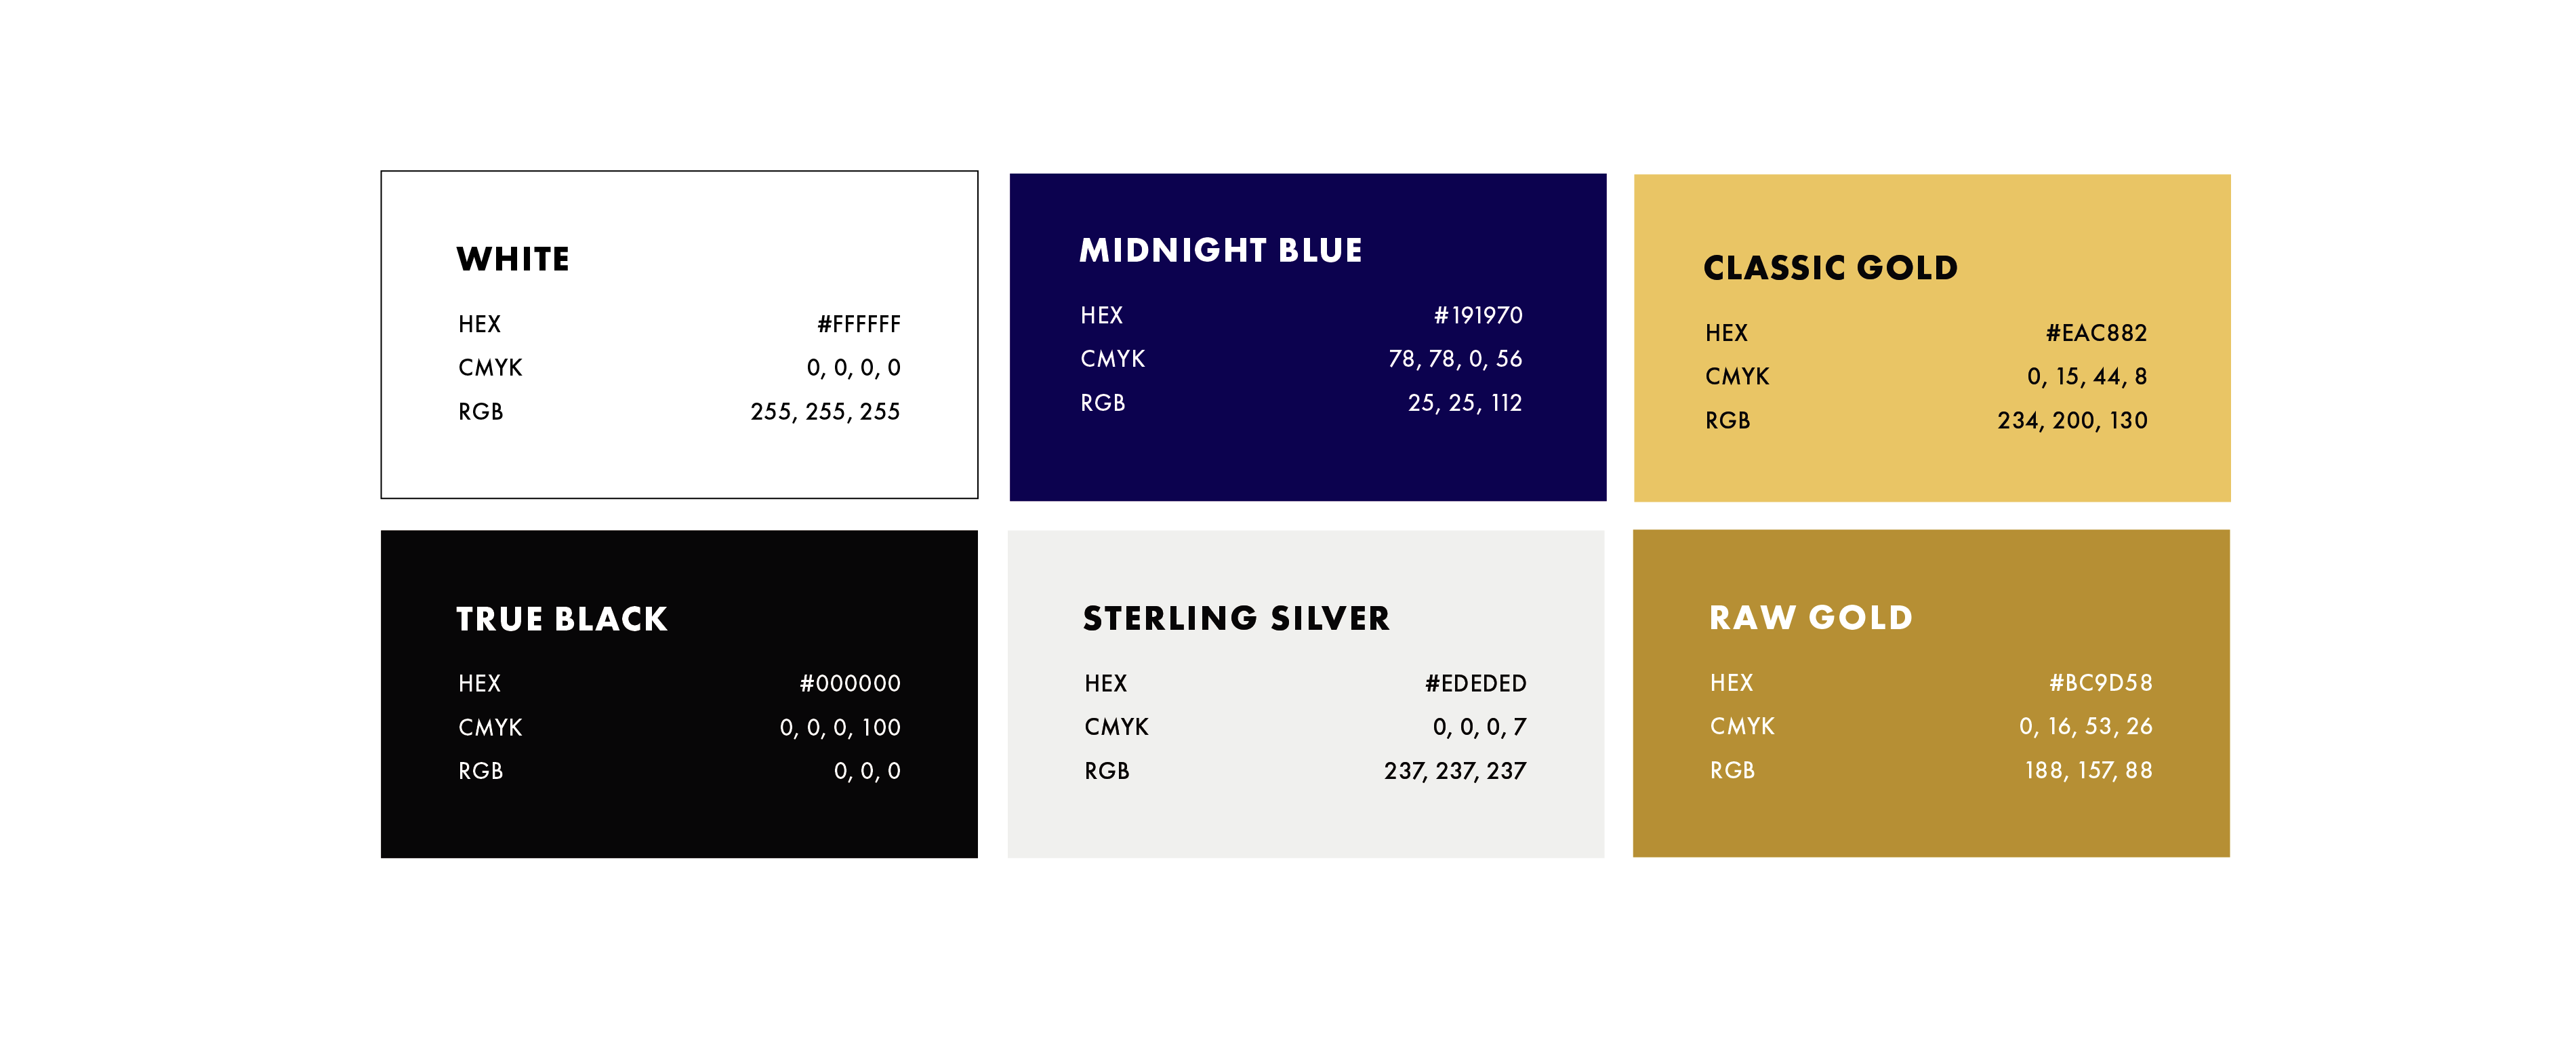 WHITE
HEX #FFFFFF
CMYK 0, 0, 0, 0
RGB 255, 255, 255
MIDNIGHT BLUE
HEX #191970
CMYK 78, 78, 0, 56
RGB 25, 25, 112
CLASSIC GOLD
HEX #EAC882
CMYK 0, 15, 44, 8
RGB 234, 200, 130
TRUE BLACK
HEX #000000
CMYK 0, 0, 0, 100
RGB 0, 0, 0
STERLING SILVER
HEX #EDEDED
CMYK 0, 0, 0, 7
RGB 237, 237, 237
RAW GOLD
HEX #BC9D58
CMYK 0, 16, 53, 26
RGB 188, 157, 88